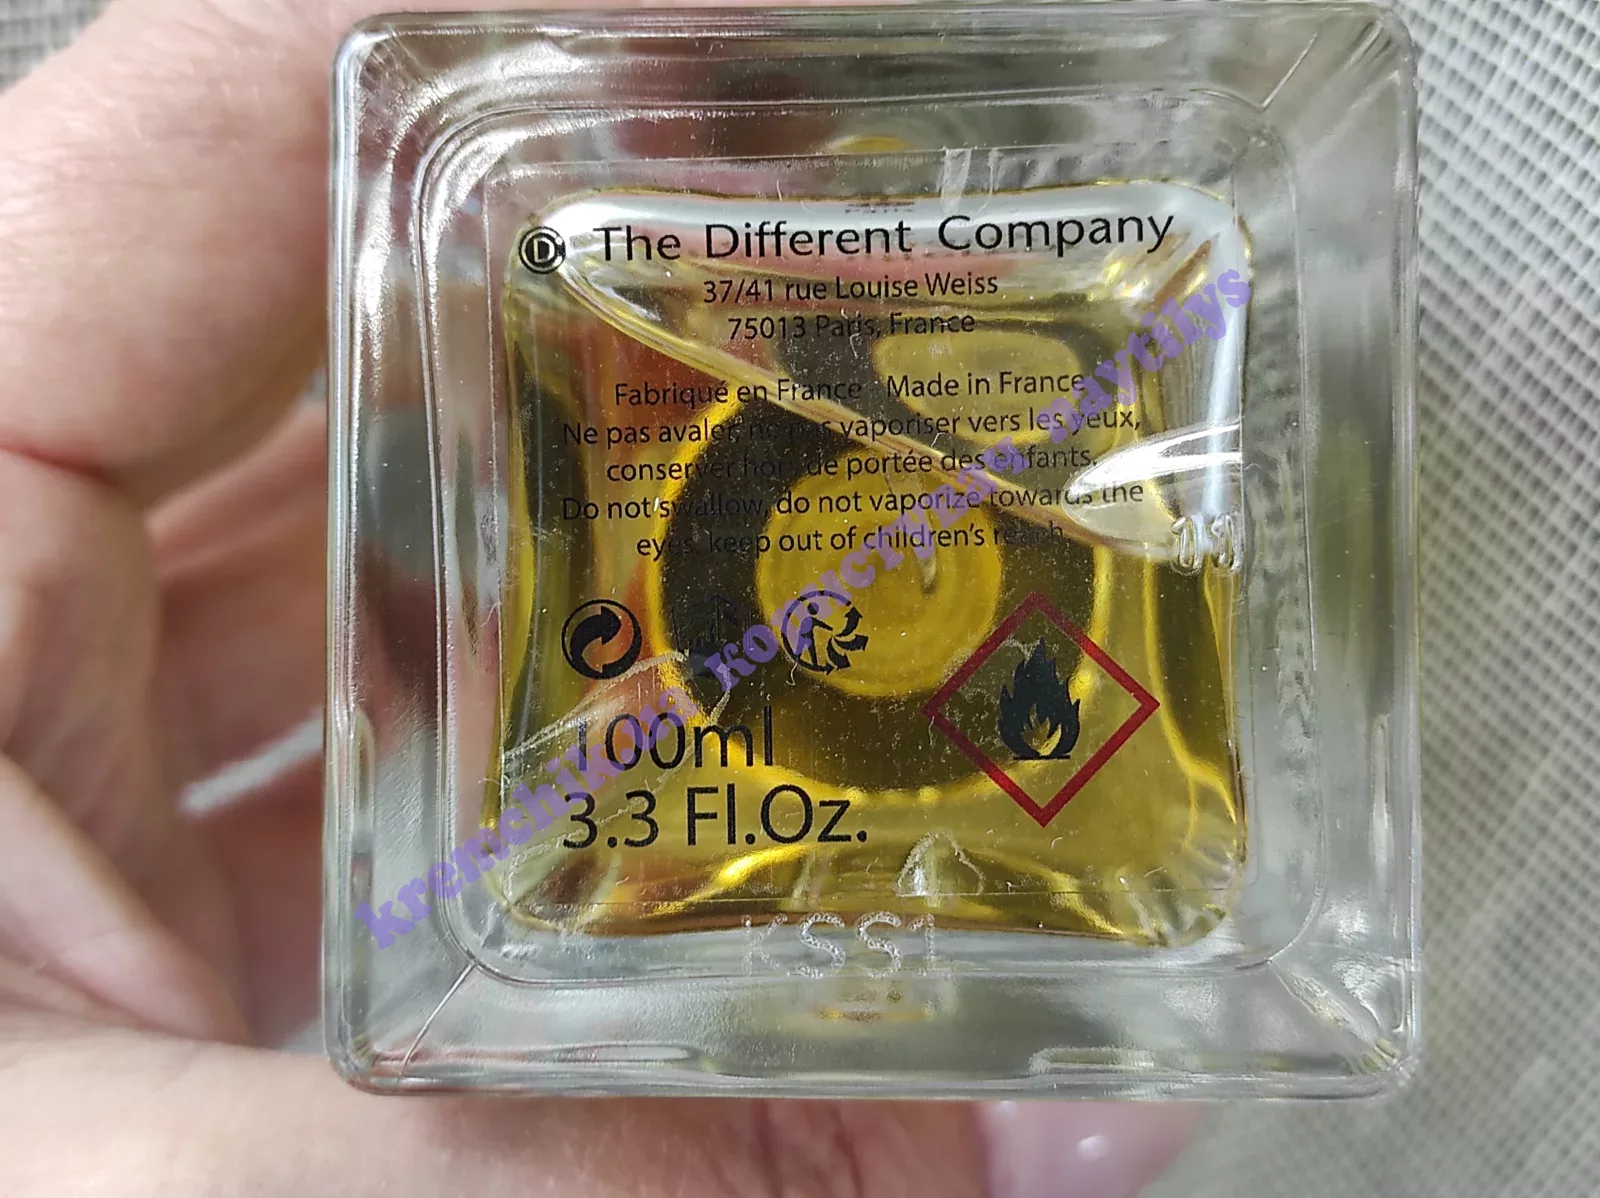 D The Different Company
37/41 rue Louise Weiss
75013 Paris, France
Fabriqué en France - Made in France
Ne pas avaler, ne pas vaporiser vers les yeux,
conserver hors de portée des enfants.
Do not swallow, do not vaporize towards the
eyes, keep out of children's reach.
100ml
3.3 Fl.Oz.
KSS1